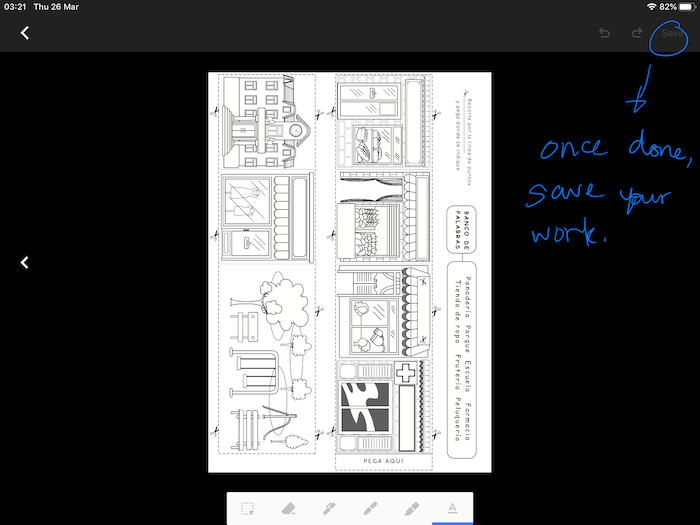 03:21 Thu 26 Mar
82%
Save
once done,
save your
work.
Recorta por la línea de puntos
y pega donde se indique
BANCO DE
PALABRAS
Panadería Parque Escuela Farmacia
Tienda de ropa Frutería Peluquería
PEGA AQUÍ
A